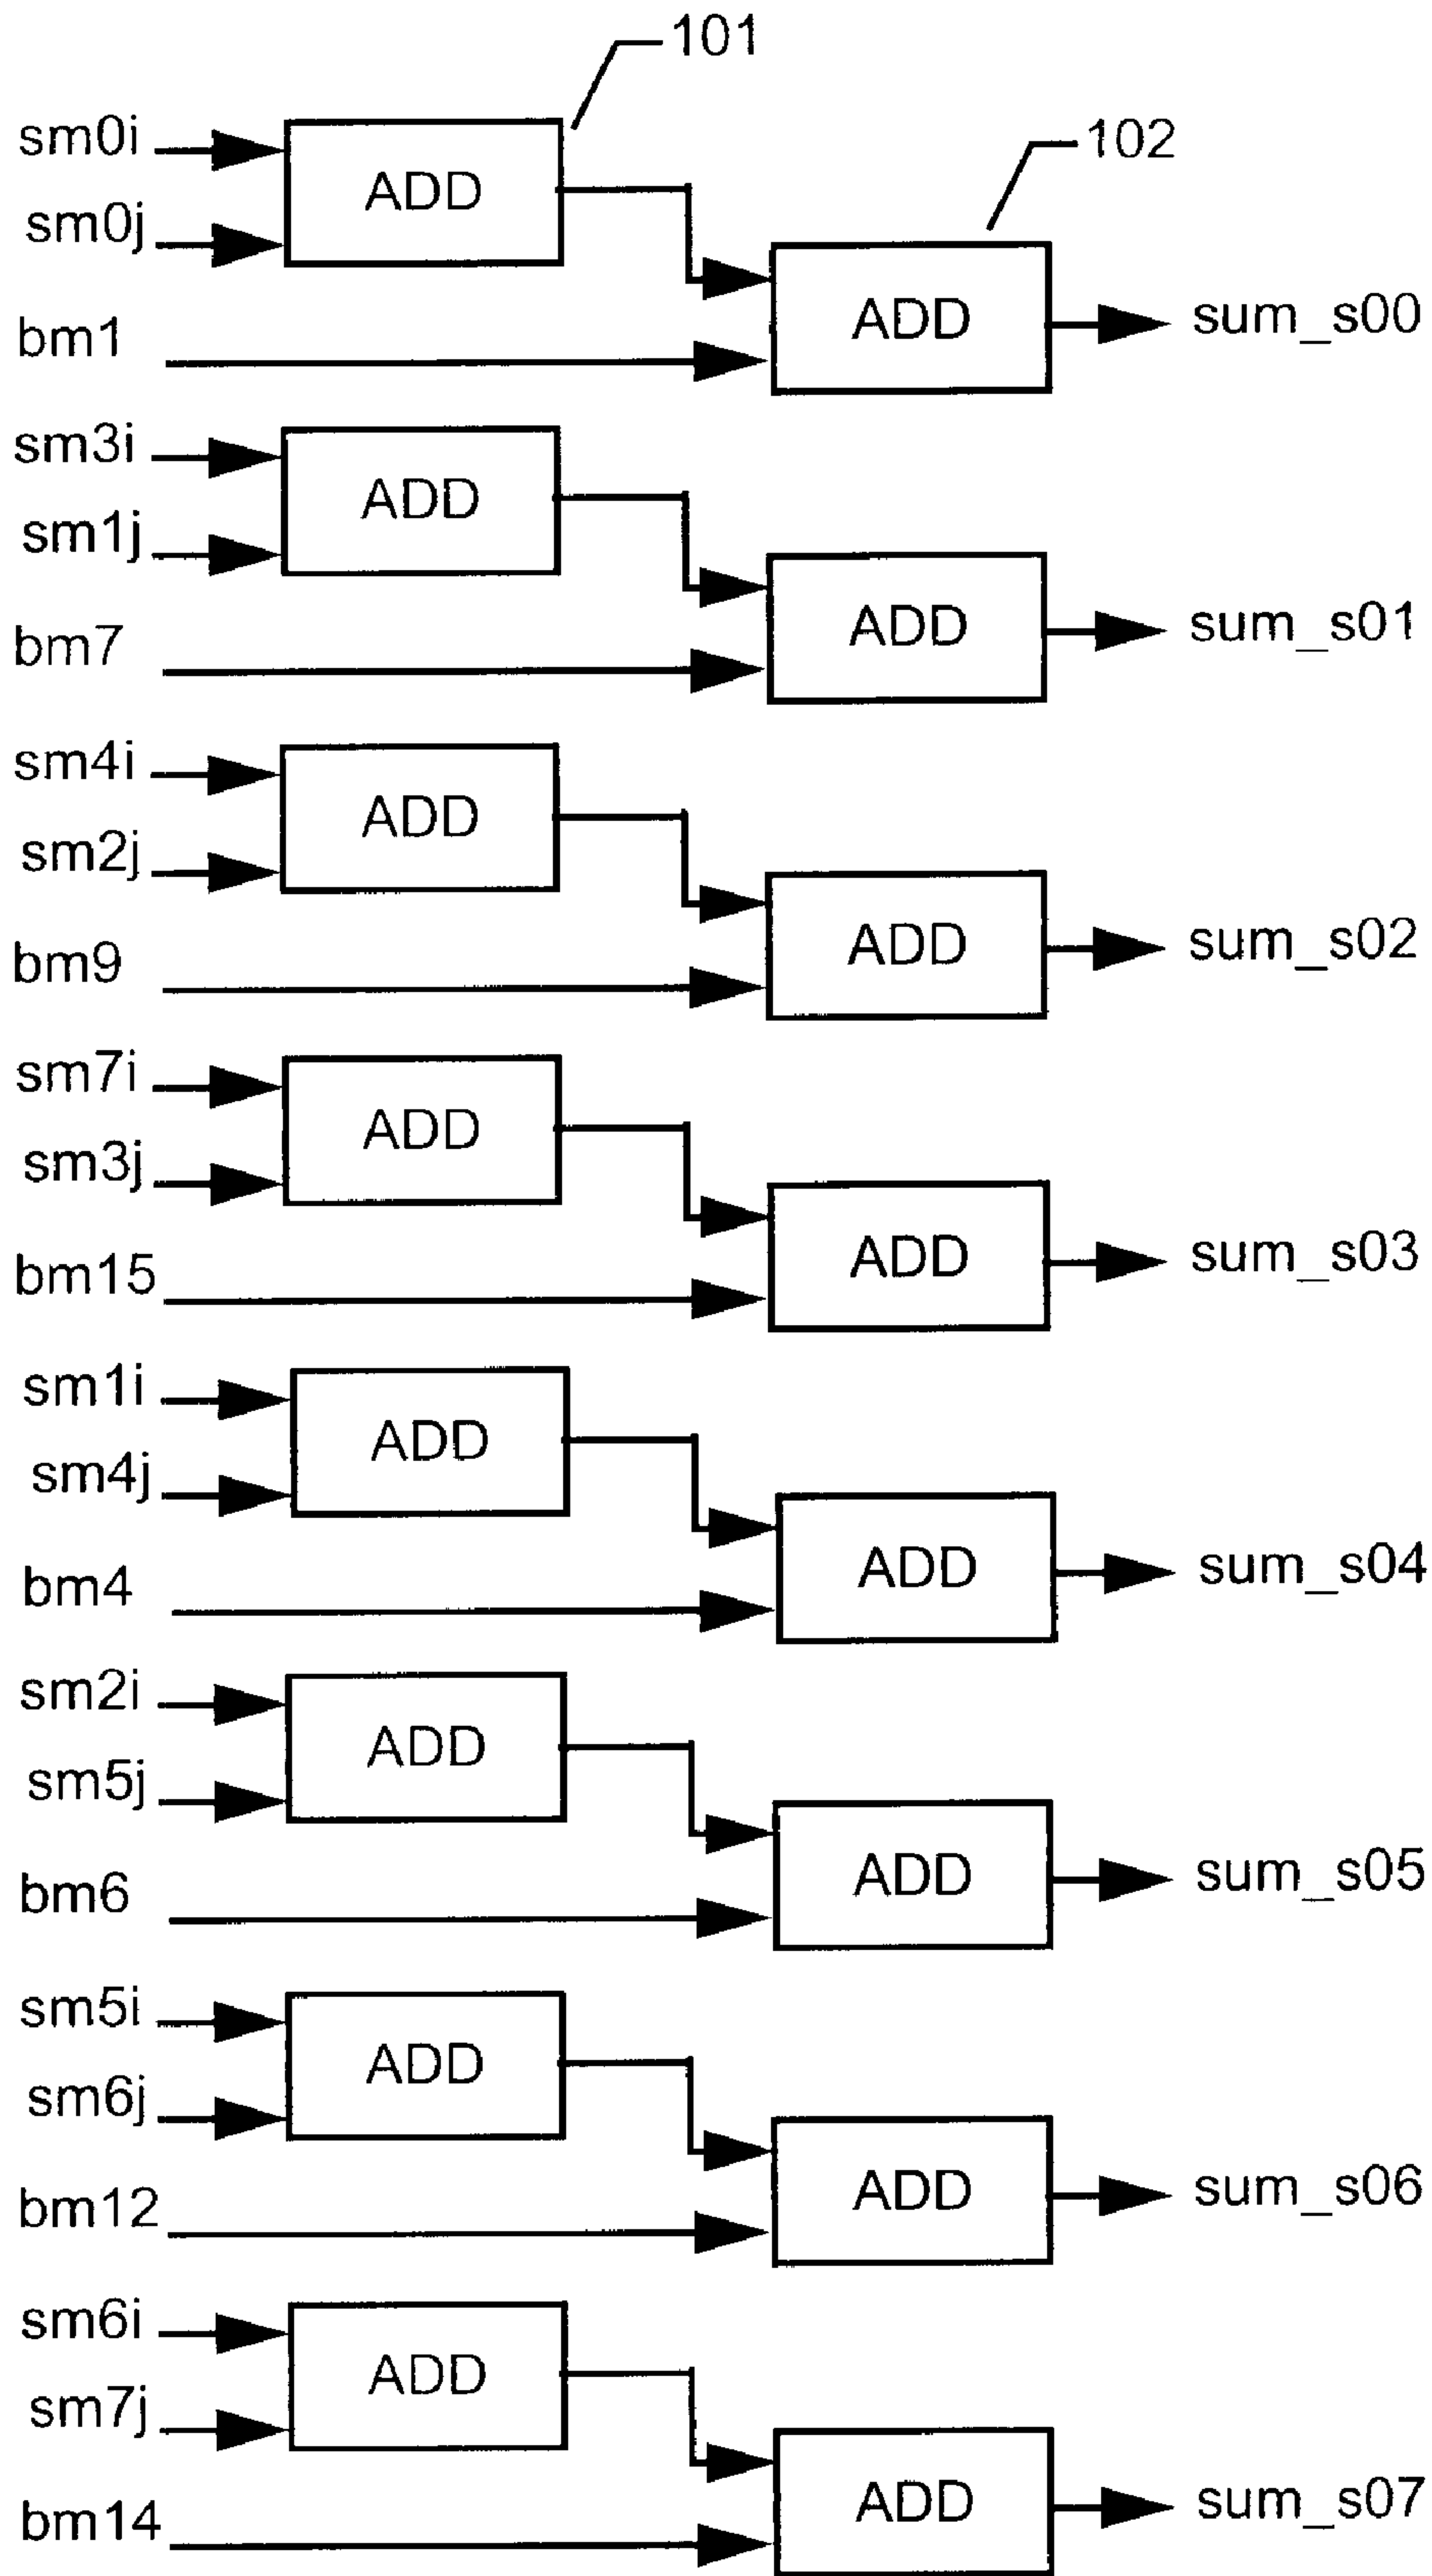 101
102
sm0i
ADD
sm0j
bm1
ADD
sum_s00
sm3i
ADD
sm1j
bm7
ADD
sum_s01
sm4i
ADD
sm2j
bm9
ADD
sum_s02
sm7i
ADD
sm3j
bm15
ADD
sum_s03
sm1i
ADD
sm4j
bm4
ADD
sum_s04
sm2i
ADD
sm5j
bm6
ADD
sum_s05
sm5i
ADD
sm6j
bm12
ADD
sum_s06
sm6i
ADD
sm7j
bm14
ADD
sum_s07